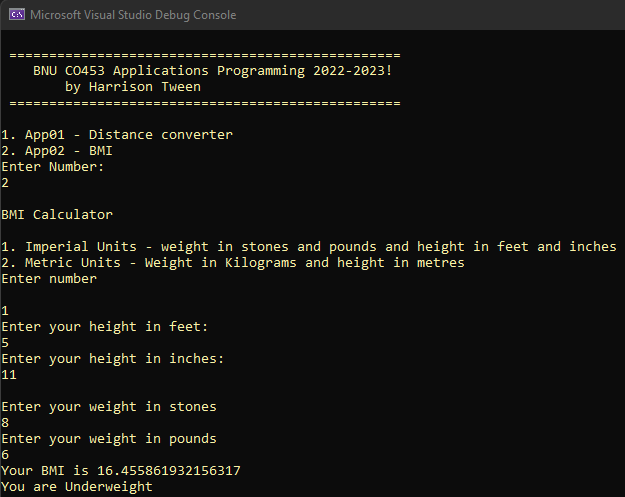 Microsoft Visual Studio Debug Console
=================================================
BNU CO453 Applications Programming 2022-2023!
by Harrison Tween
=================================================
1. App01 - Distance converter
2. App02 - BMI
Enter Number:
2
BMI Calculator
1. Imperial Units - weight in stones and pounds and height in feet and inches
2. Metric Units - Weight in Kilograms and height in metres
Enter number
1
Enter your height in feet:
5
Enter your height in inches:
11
Enter your weight in stones
8
Enter your weight in pounds
6
Your BMI is 16.455861932156317
You are Underweight